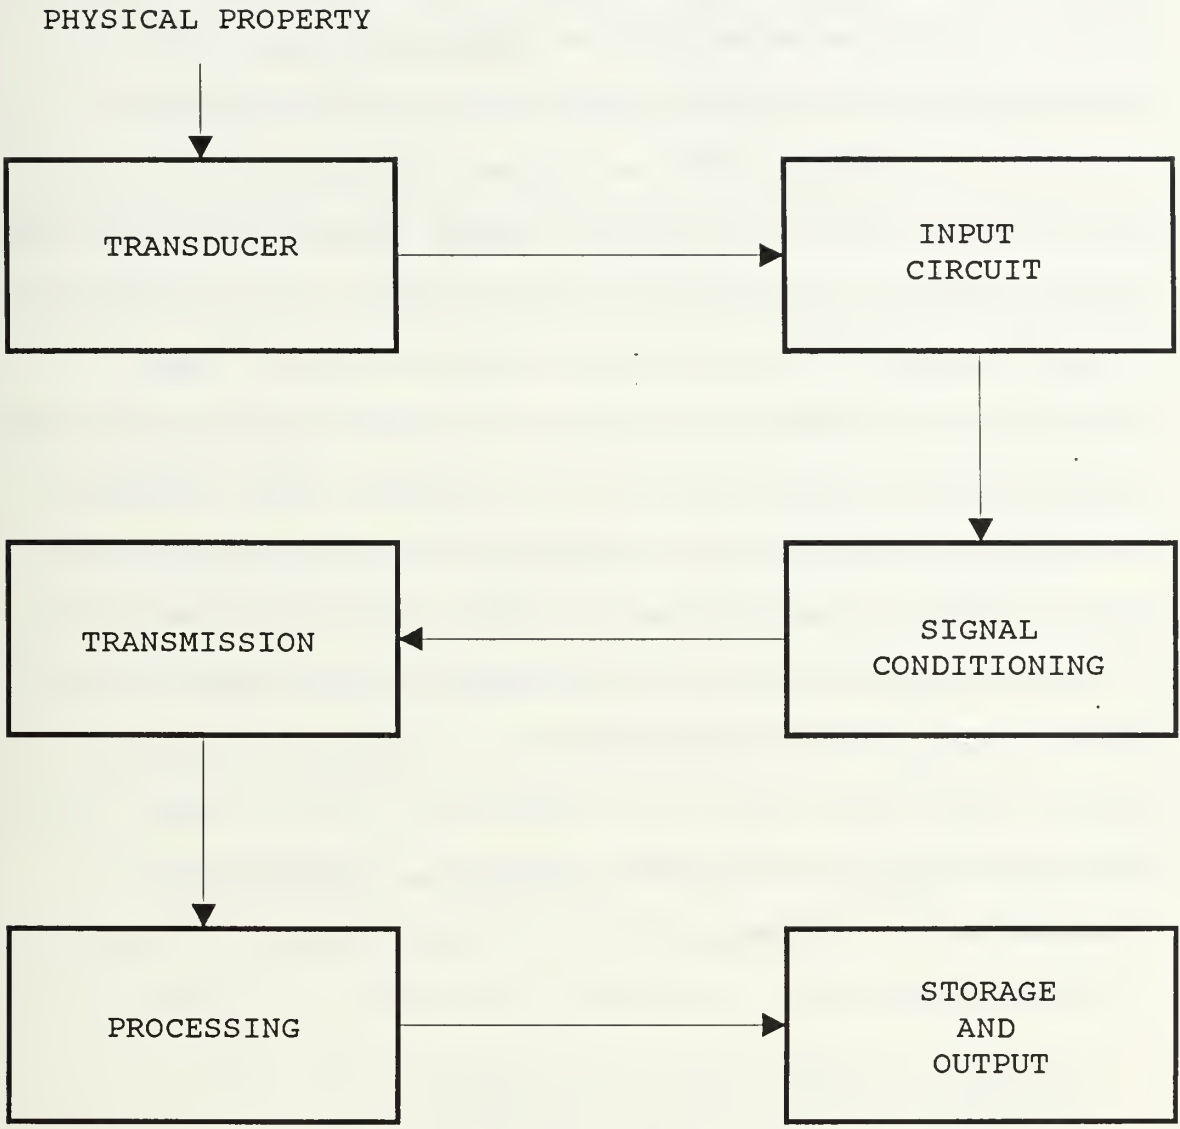 PHYSICAL PROPERTY
TRANSDUCER
INPUT
CIRCUIT
SIGNAL
CONDITIONING
TRANSMISSION
PROCESSING
STORAGE
AND
OUTPUT